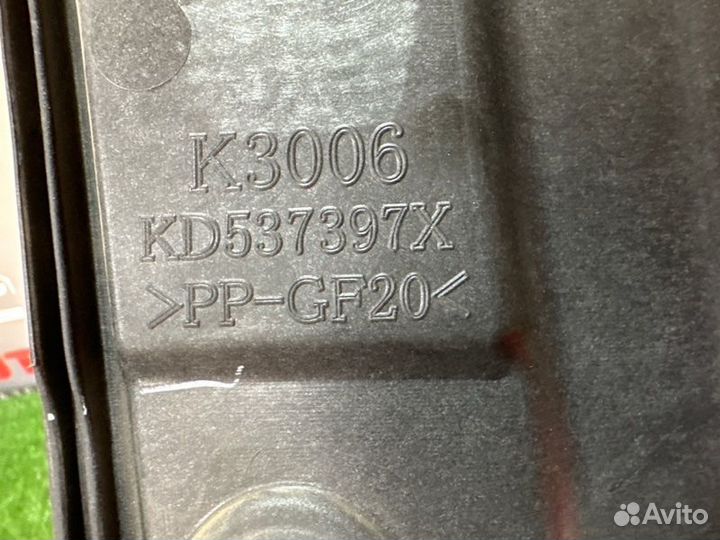 K3006
KD537397X
>PP-GF20<
Avito